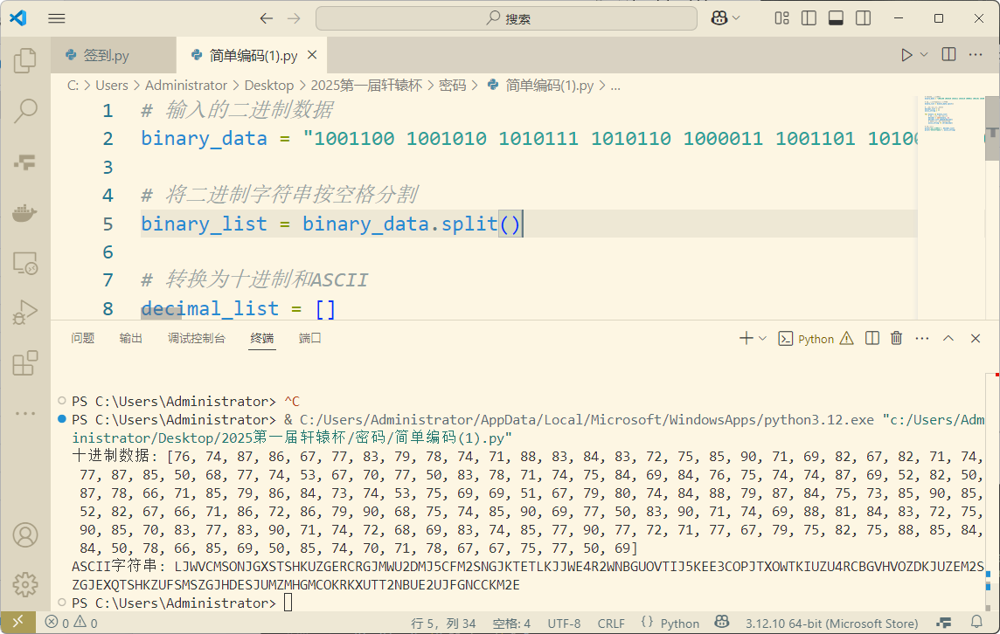 搜索
签到.py
简单编码(1).py
C: > Users > Administrator > Desktop > 2025第一届轩辕杯 > 密码 > 简单编码(1).py > ...
1 # 输入的二进制数据
2 binary_data = "1001100 1001010 1010111 1010110 1000011 1001101 10100
3
4 # 将二进制字符串按空格分割
5 binary_list = binary_data.split()
6
7 # 转换为十进制和ASCII
8 decimal_list = []
问题 输出 调试控制台 终端 端口
Python
PS C:\Users\Administrator> ^C
PS C:\Users\Administrator> & C:/Users/Administrator/AppData/Local/Microsoft/WindowsApps/python3.12.exe "c:/Users/Adm
inistrator/Desktop/2025第一届轩辕杯/密码/简单编码(1).py"
十进制数据: [76, 74, 87, 86, 67, 77, 83, 79, 78, 74, 71, 88, 83, 84, 83, 72, 75, 85, 90, 71, 69, 82, 67, 82, 71, 74,
77, 87, 85, 50, 68, 77, 74, 53, 67, 70, 77, 50, 83, 78, 71, 74, 75, 84, 69, 84, 76, 75, 74, 74, 87, 69, 52, 82, 50,
87, 78, 66, 71, 85, 79, 86, 84, 73, 74, 53, 75, 69, 69, 51, 67, 79, 80, 74, 84, 88, 79, 87, 84, 75, 73, 85, 90, 85,
52, 82, 67, 66, 71, 86, 72, 86, 79, 90, 68, 75, 74, 85, 90, 69, 77, 50, 83, 90, 71, 74, 69, 88, 81, 84, 83, 72, 75,
90, 85, 70, 83, 77, 83, 90, 71, 74, 72, 68, 69, 83, 74, 85, 77, 90, 77, 72, 71, 77, 67, 79, 75, 82, 75, 88, 85, 84,
84, 50, 78, 66, 85, 69, 50, 85, 74, 70, 71, 78, 67, 67, 75, 77, 50, 69]
ASCII字符串: LJWVCMSONJGXSTSHKUZGERCRGJMWU2DMJ5CFM2SNGJKTETLKJJWE4R2WNBGUOVTIJ5KEE3COPJTXOWTKIUZU4RCBGVHVOZDKJUZEM2S
ZGJEXQTSHKZUFSMSZGJHDESJUMZMHGMCOKRKXUTT2NBUE2UJFGNCCKM2E
PS C:\Users\Administrator>
0 0 行 5, 列 34 空格: 4 UTF-8 CRLF {} Python 3.12.10 64-bit (Microsoft Store)